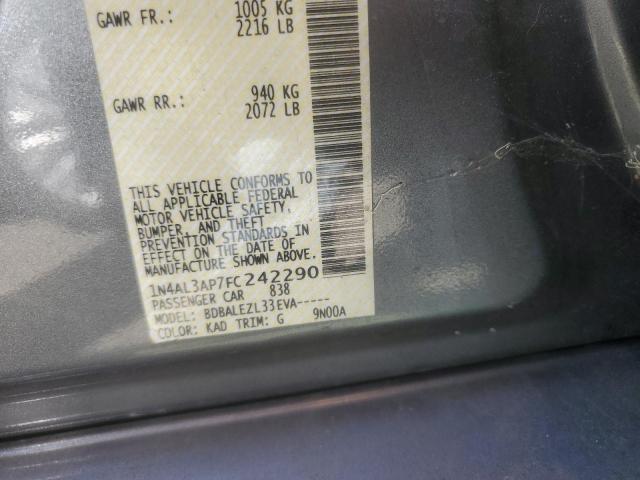 GAWR FR.: 1005 KG
2216 LB
GAWR RR.: 940 KG
2072 LB
THIS VEHICLE CONFORMS TO
ALL APPLICABLE FEDERAL
MOTOR VEHICLE SAFETY,
BUMPER, AND THEFT
PREVENTION STANDARDS IN
EFFECT ON THE DATE OF
MANUFACTURE SHOWN ABOVE.
1N4AL3AP7FC242290
PASSENGER CAR 838
MODEL: BDBALEZL33EVA-----
COLOR: KAD TRIM: G 9N00A